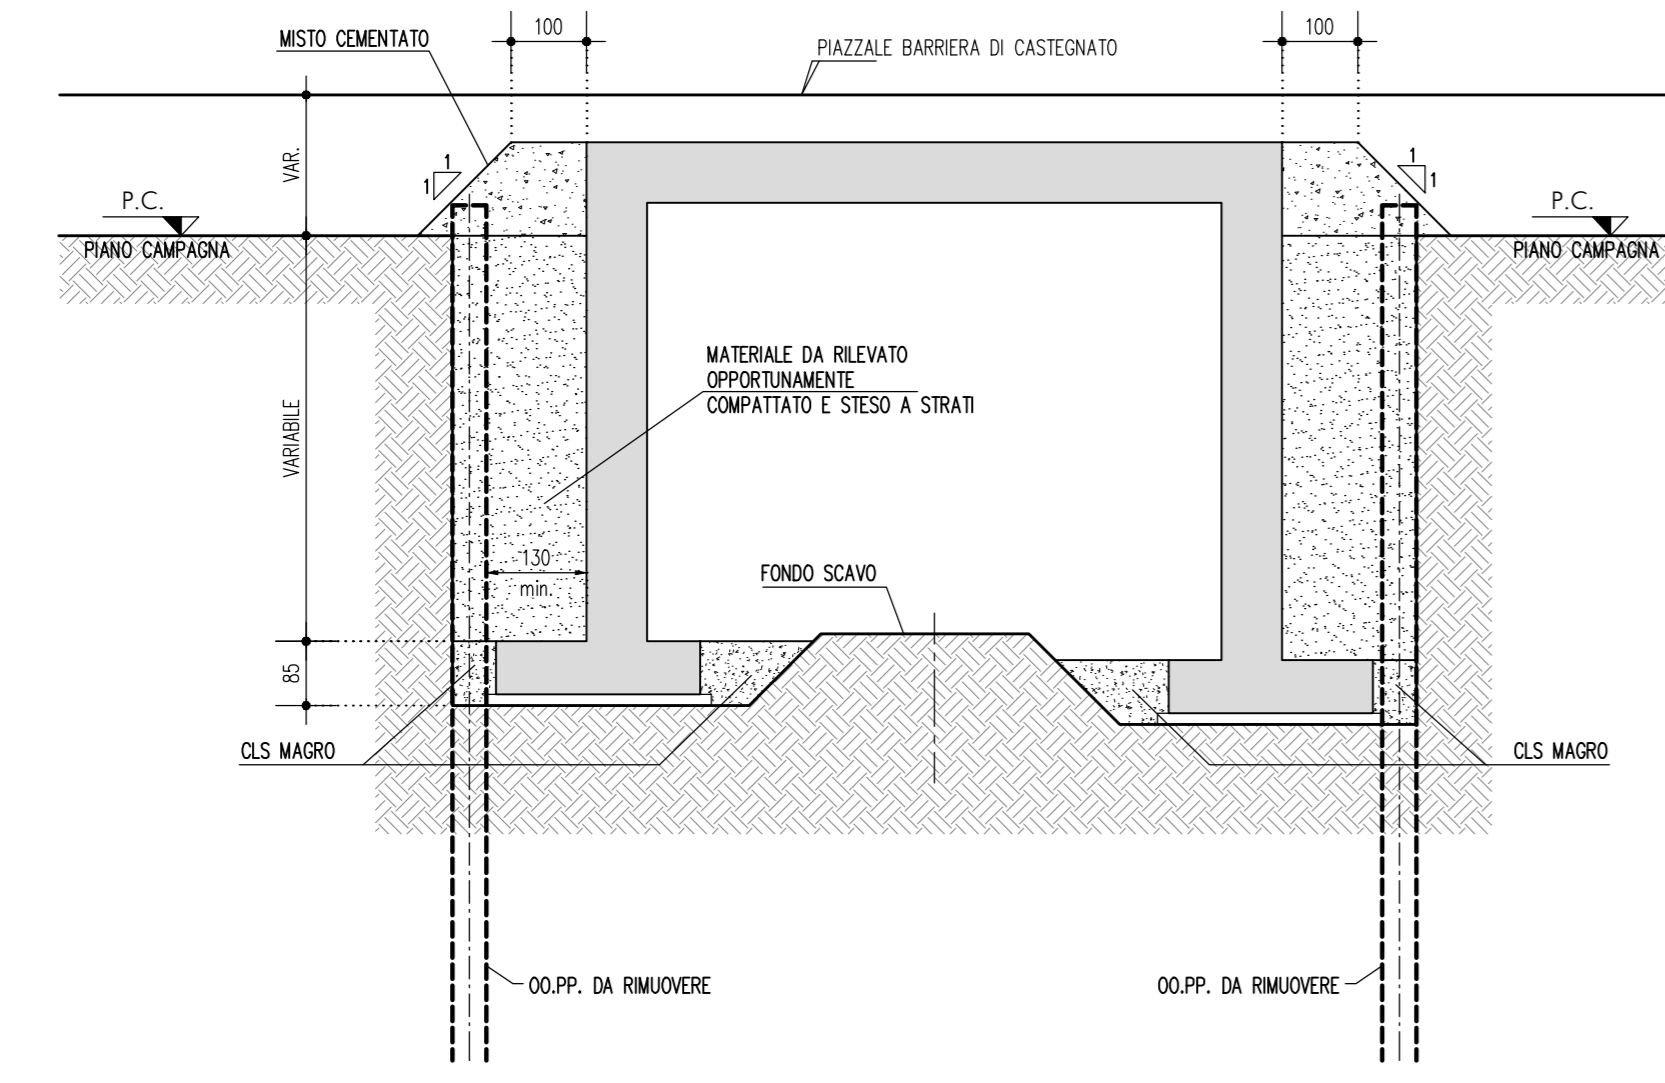 100
100
MISTO CEMENTATO
PIAZZALE BARRIERA DI CASTEGNATO
VAR.
1
1
1
1
P.C.
P.C.
PIANO CAMPAGNA
PIANO CAMPAGNA
MATERIALE DA RILEVATO
OPPORTUNAMENTE
COMPATTATO E STESO A STRATI
VARIABILE
130
min.
FONDO SCAVO
85
CLS MAGRO
CLS MAGRO
OO.PP. DA RIMUOVERE
OO.PP. DA RIMUOVERE